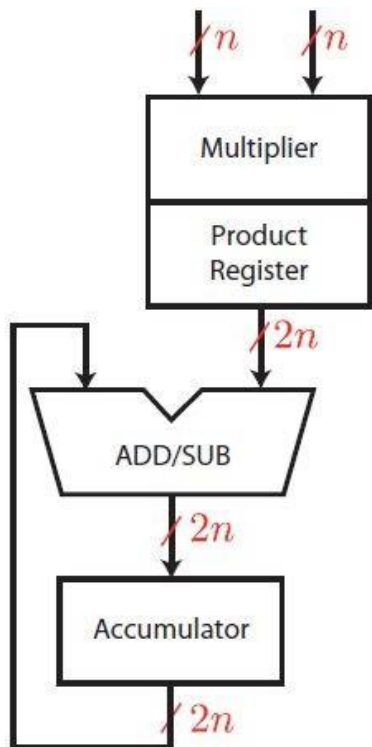 n n
Multiplier
Product
Register
2n
ADD/SUB
2n
Accumulator
2n